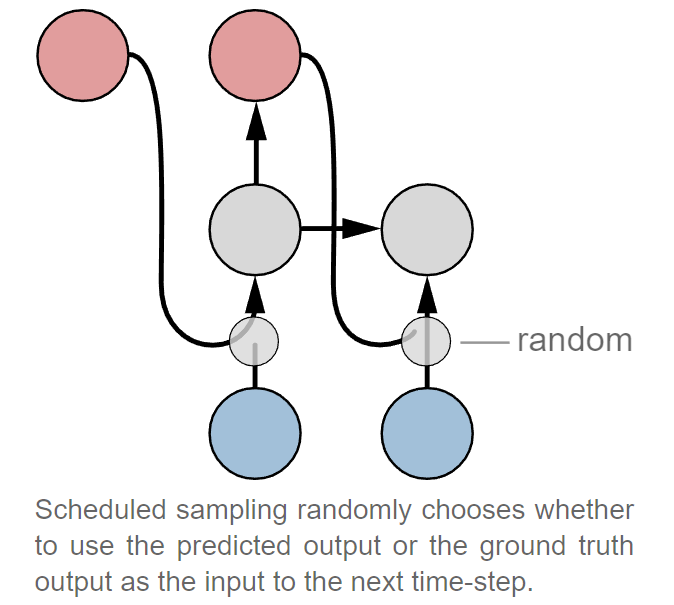 random
Scheduled sampling randomly chooses whether
to use the predicted output or the ground truth
output as the input to the next time-step.